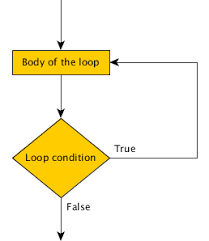 Body of the loop
True
Loop condition
False